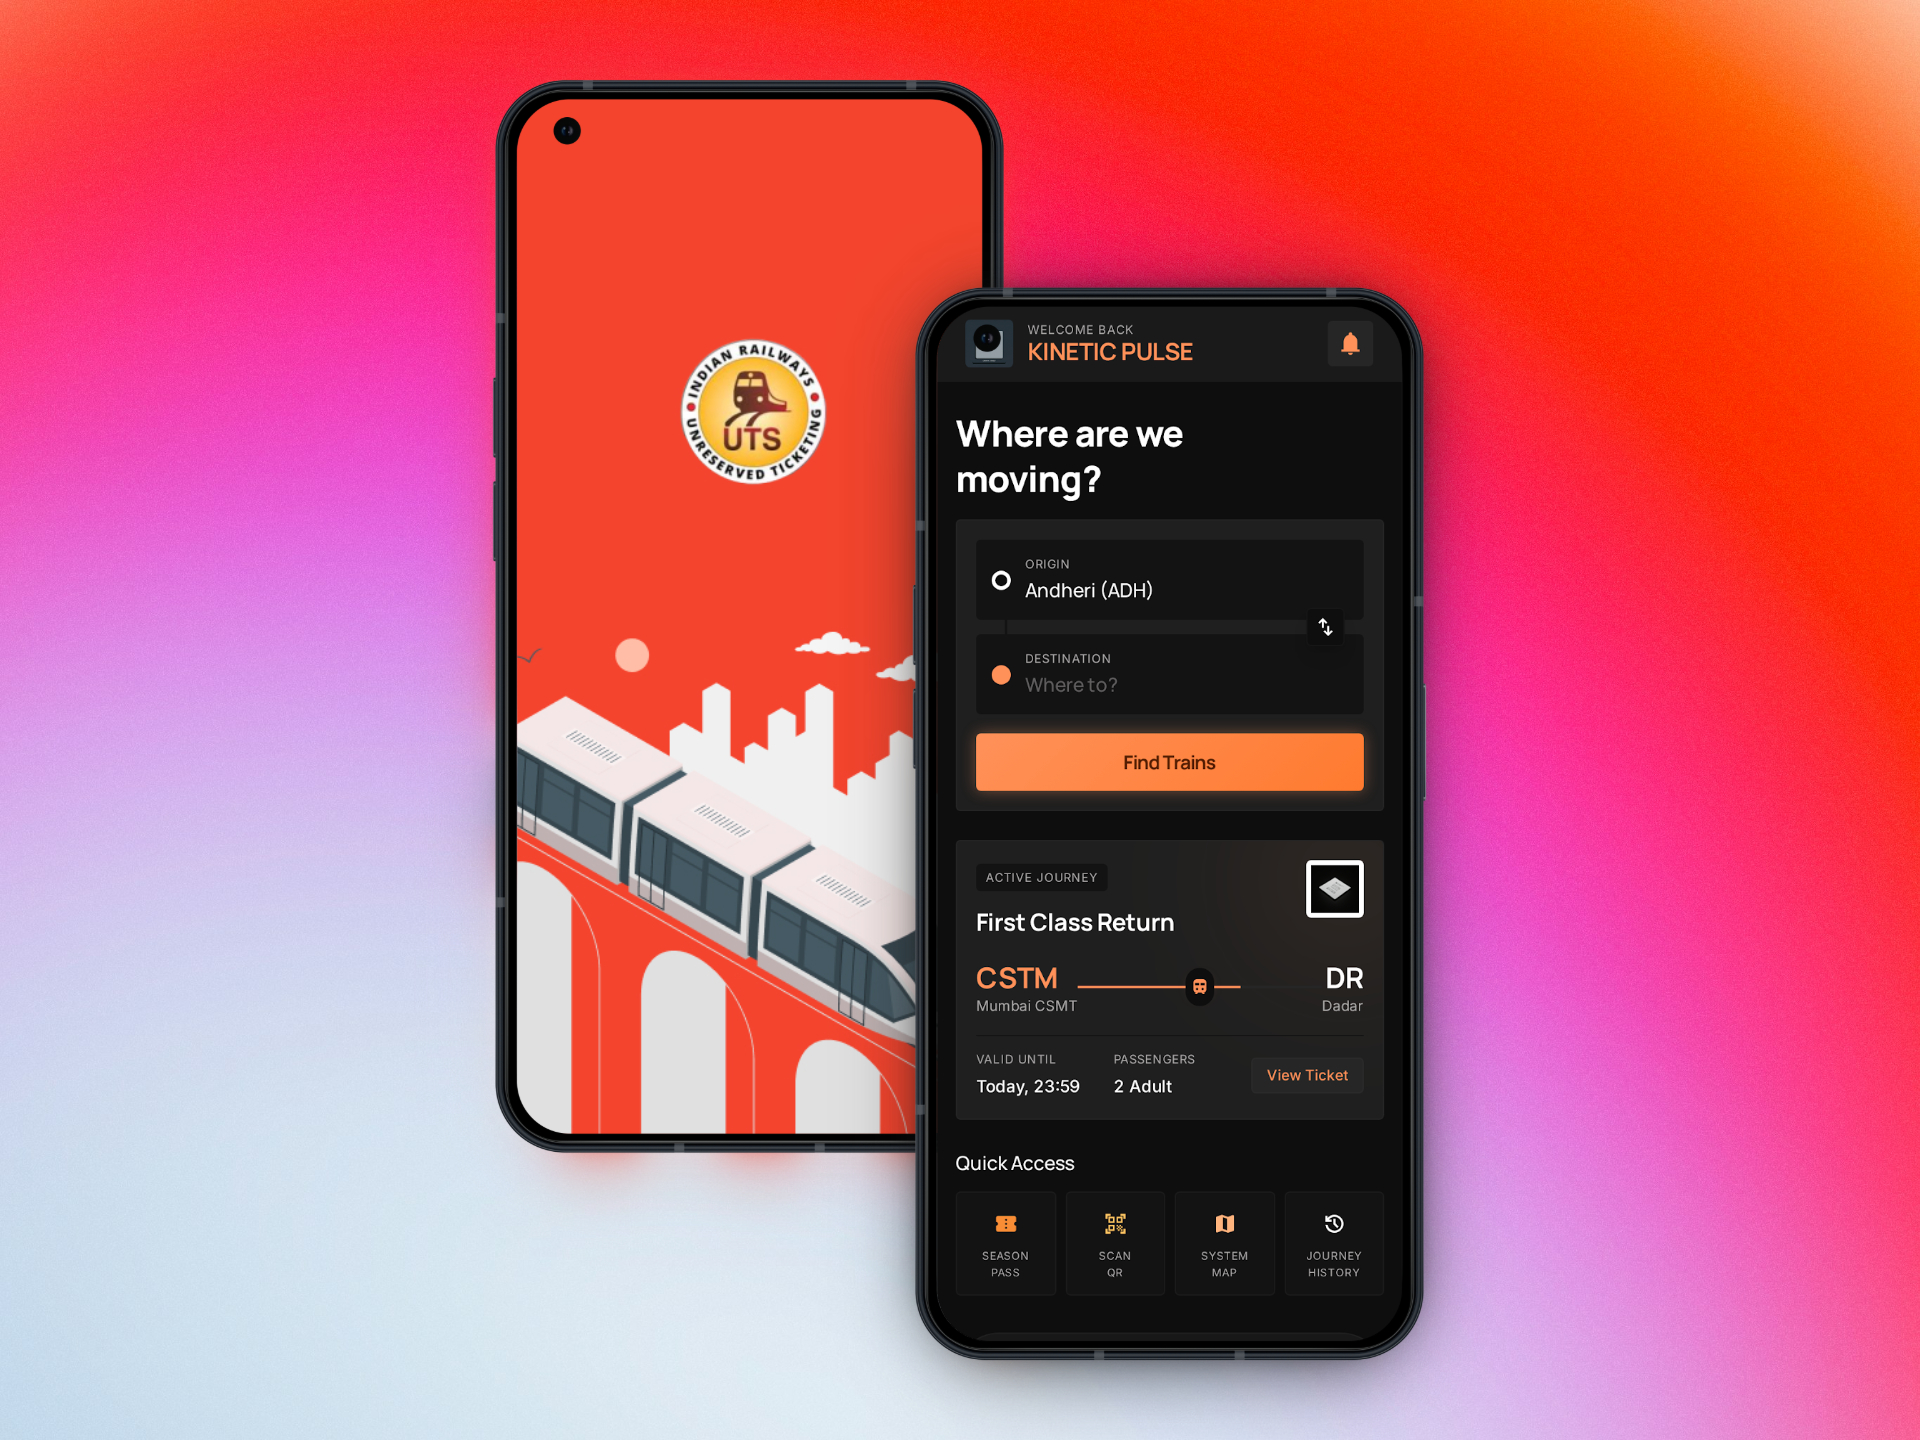 INDIAN RAILWAYS
UTS
UNRESERVED TICKETING
WELCOME BACK
KINETIC PULSE
Where are we
moving?
ORIGIN
Andheri (ADH)
DESTINATION
Where to?
Find Trains
ACTIVE JOURNEY
First Class Return
CSTM
DR
Mumbai CSMT
Dadar
VALID UNTIL
PASSENGERS
Today, 23:59
2 Adult
View Ticket
Quick Access
SEASON
PASS
SCAN
QR
SYSTEM
MAP
JOURNEY
HISTORY